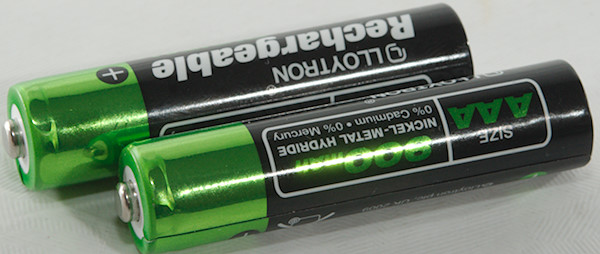 LLOYTRON
Rechargeable
+
SIZE
AAA
NICKEL-METAL HYDRIDE
0% Cadmium • 0% Mercury